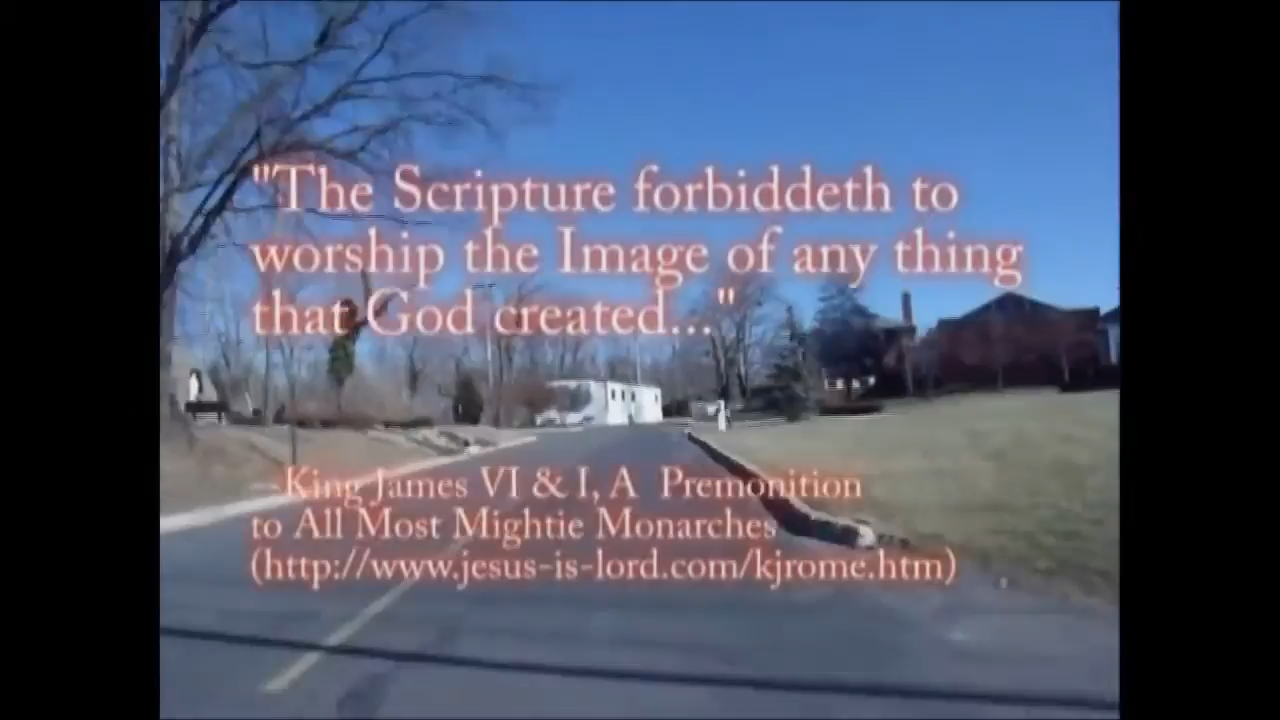 "The Scripture forbiddeth to
worship the Image of any thing
that God created..."
--King James VI & I, A Premonition
to All Most Mightie Monarches
(http://www.jesus-is-lord.com/kjrome.htm)